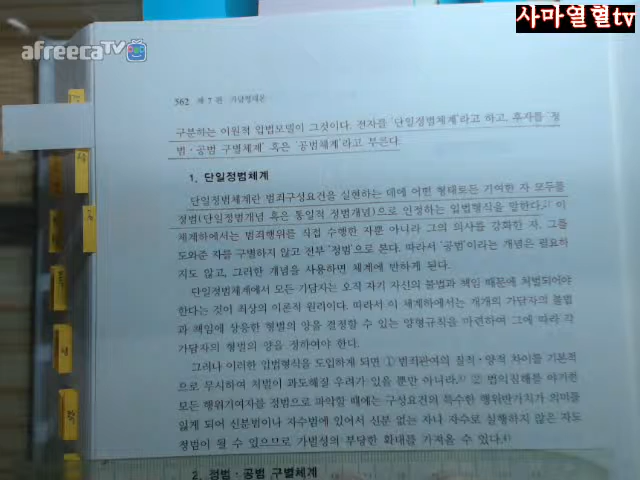 사마열혈tv
afreecaTV
562 제 7 편 가담형태론
구분하는 이원적 입법모델이 그것이다. 전자를 '단일정범체계'라고 하고, 후자를 '정
범·공범 구별체계' 혹은 '공범체계'라고 부른다.
1. 단일정범체계
단일정범체계란 범죄구성요건을 실현하는 데에 어떤 형태로든 기여한 자 모두를
정범(단일정범개념 혹은 통일적 정범개념)으로 인정하는 입법형식을 말한다. 이
체계하에서는 범죄행위를 직접 수행한 자뿐 아니라 그의 의사를 강화한 자, 그를
도와준 자를 구별하지 않고 전부 '정범'으로 본다. 따라서 '공범'이라는 개념은 필요하
지도 않고, 그러한 개념을 사용하면 체계에 반하게 된다.
단일정범체계에서 모든 가담자는 오직 자기 자신의 불법과 책임 때문에 처벌되어야
한다는 것이 최상의 이론적 원리이다. 따라서 이 체계하에서는 개개의 가담자의 불법
과 책임에 상응한 형벌의 양을 결정할 수 있는 양형규칙을 마련하여 그에 따라 각
가담자의 형벌의 양을 정하여야 한다.
그러나 이러한 입법형식을 도입하게 되면 ① 범죄관여의 질적·양적 차이를 기본적
으로 무시하여 처벌이 과도해질 우려가 있을 뿐만 아니라, ② 법익침해를 야기한
모든 행위기여자를 정범으로 파악할 때에는 구성요건의 특수한 행위반가치가 의미를
잃게 되어 신분범이나 자수범에 있어서 신분 없는 자나 자수로 실행하지 않은 자도
정범이 될 수 있으므로 가벌성의 부당한 확대를 가져올 수 있다.
2. 정범·공범 구별체계